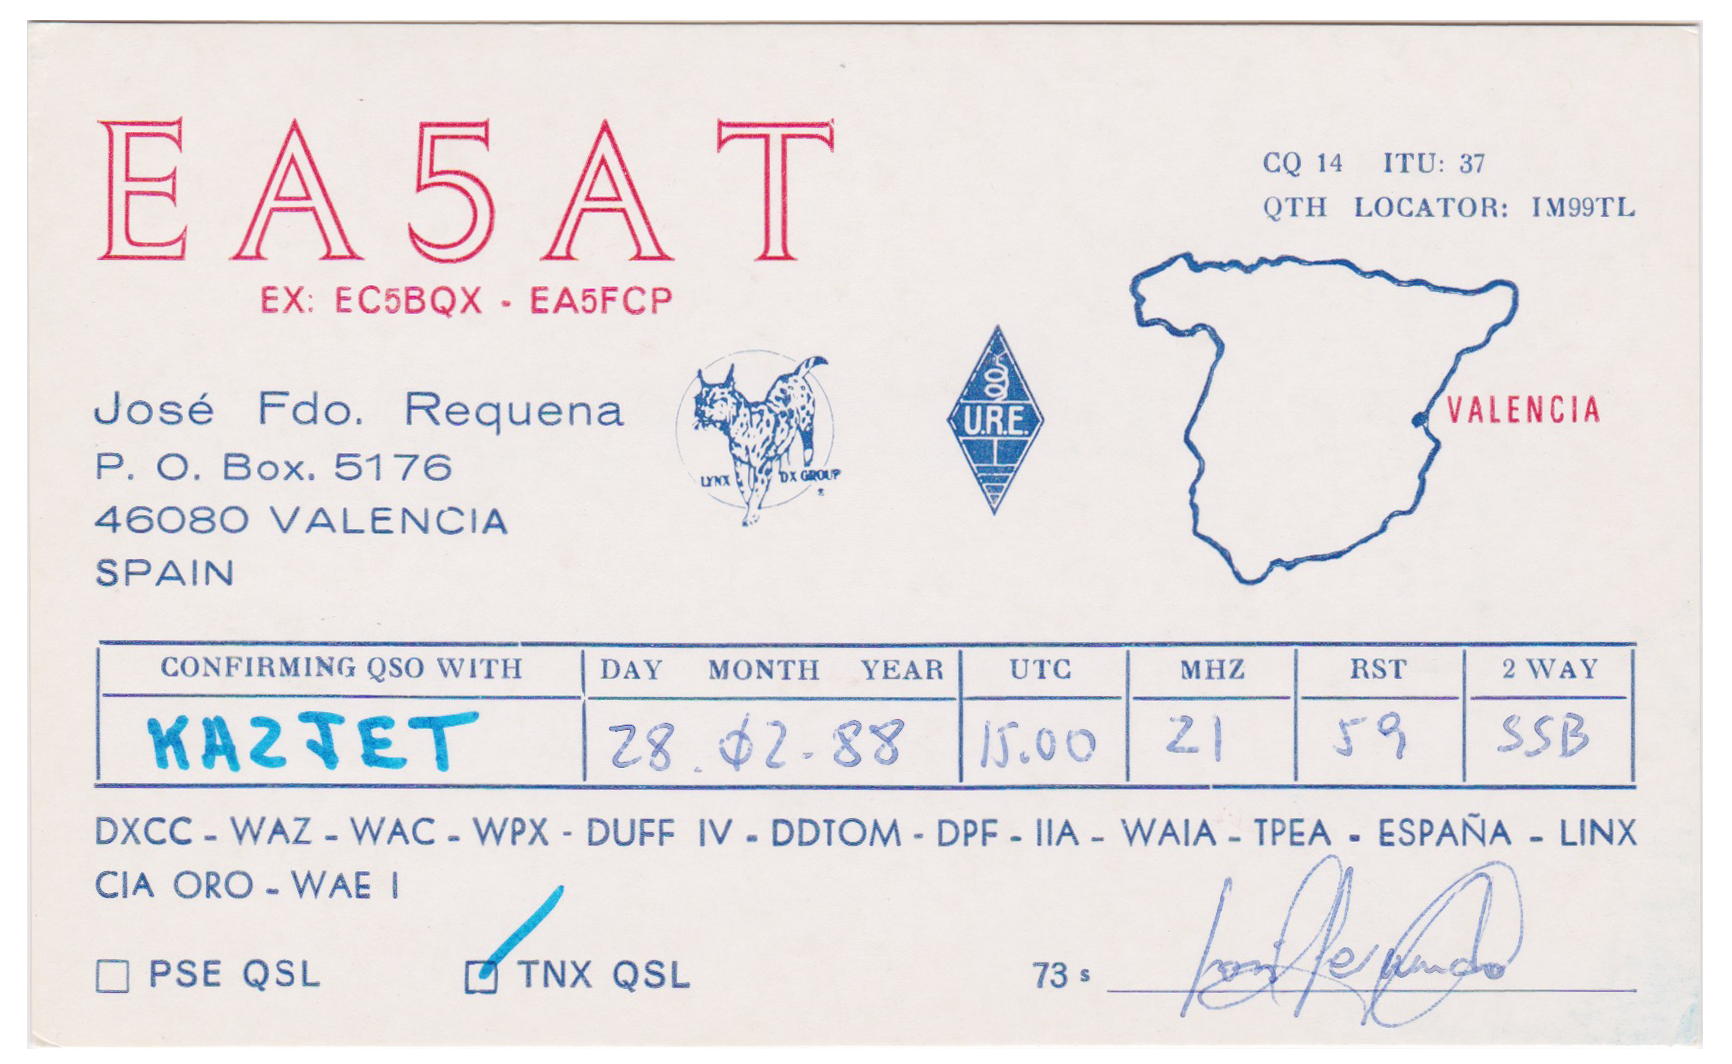 EA5AT
CQ 14 ITU: 37
QTH LOCATOR: IM99TL
EX: EC5BQX - EA5FCP
José Fdo. Requena
P. O. Box. 5176
46080 VALENCIA
SPAIN
LYNX DX GROUP
U.R.E.
VALENCIA
CONFIRMING QSO WITH DAY MONTH YEAR UTC MHZ RST 2 WAY
KA2JET 28. Ø2-88 15.00 21 59 SSB
DXCC - WAZ - WAC - WPX - DUFF IV - DDTOM - DPF - IIA - WAIA - TPEA - ESPAÑA - LINX
CIA ORO - WAE I
PSE QSL TNX QSL 73 s